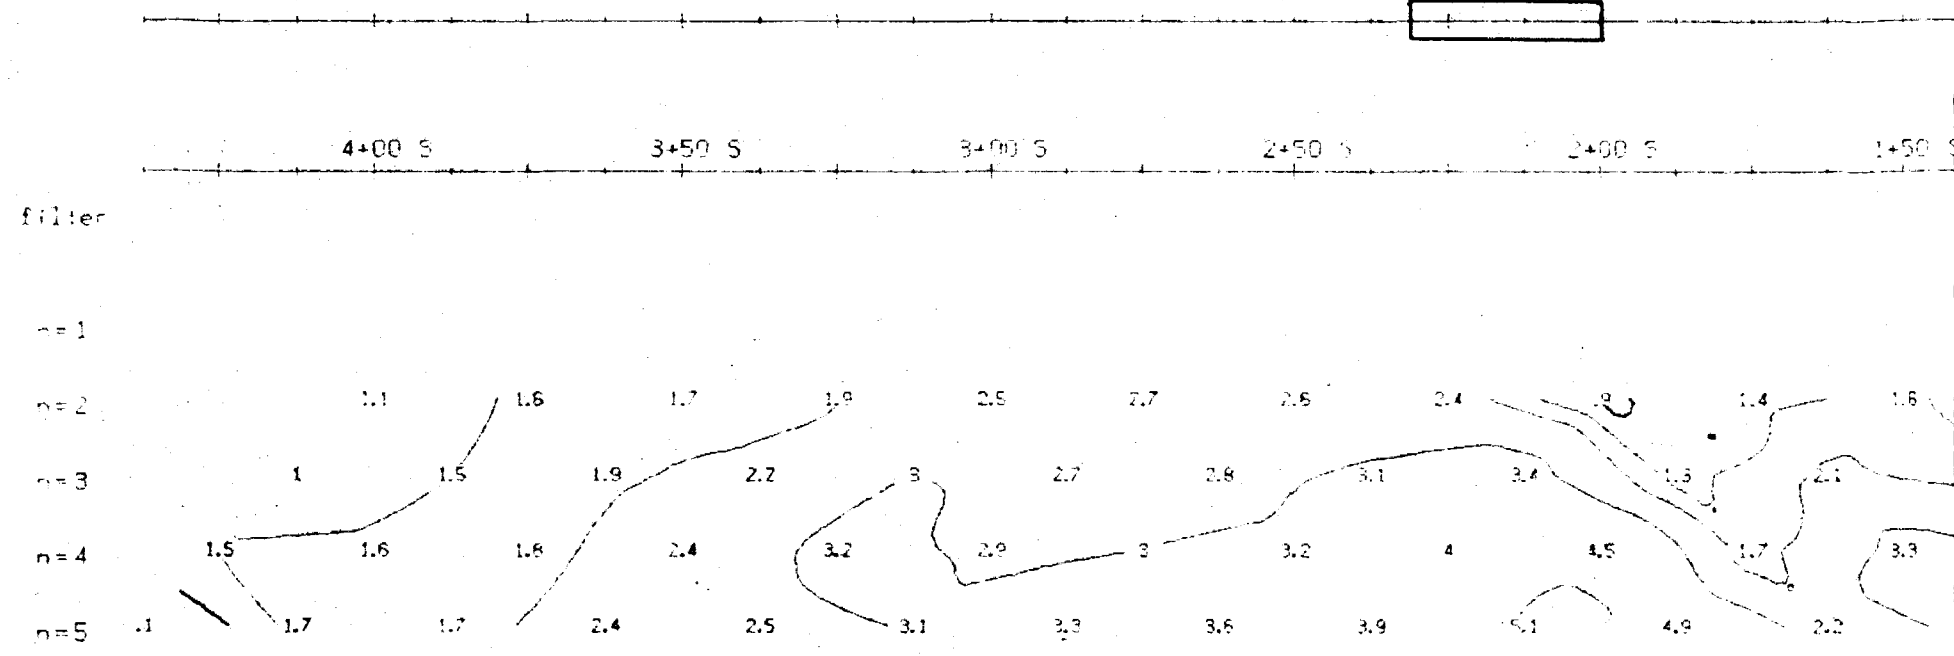 4+00 S 3+50 S 3+00 S 2+50 S 2+00 S 1+50 S
filter
n=1
n=2 1.1 1.6 1.7 1.9 2.5 2.7 2.6 2.4 .9 1.4 1.6
n=3 1 1.5 1.9 2.2 3 2.7 2.8 3.1 3.4 1.3 2.1
n=4 1.5 1.6 1.8 2.4 3.2 2.9 3 3.2 4 4.5 1.7 3.3
n=5 .1 1.7 1.7 2.4 2.5 3.1 3.3 3.6 3.9 5.1 4.9 2.2